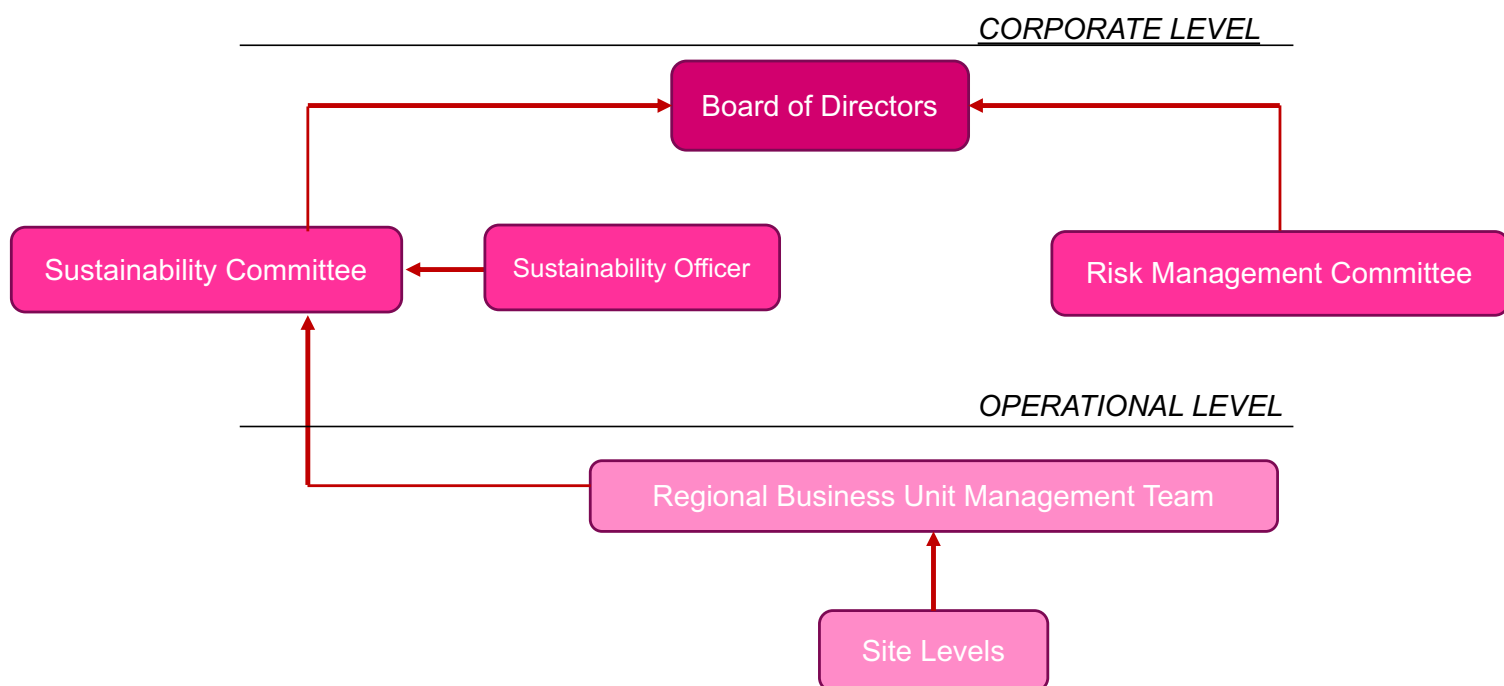 CORPORATE LEVEL
Board of Directors
Sustainability Committee
Sustainability Officer
Risk Management Committee
OPERATIONAL LEVEL
Regional Business Unit Management Team
Site Levels